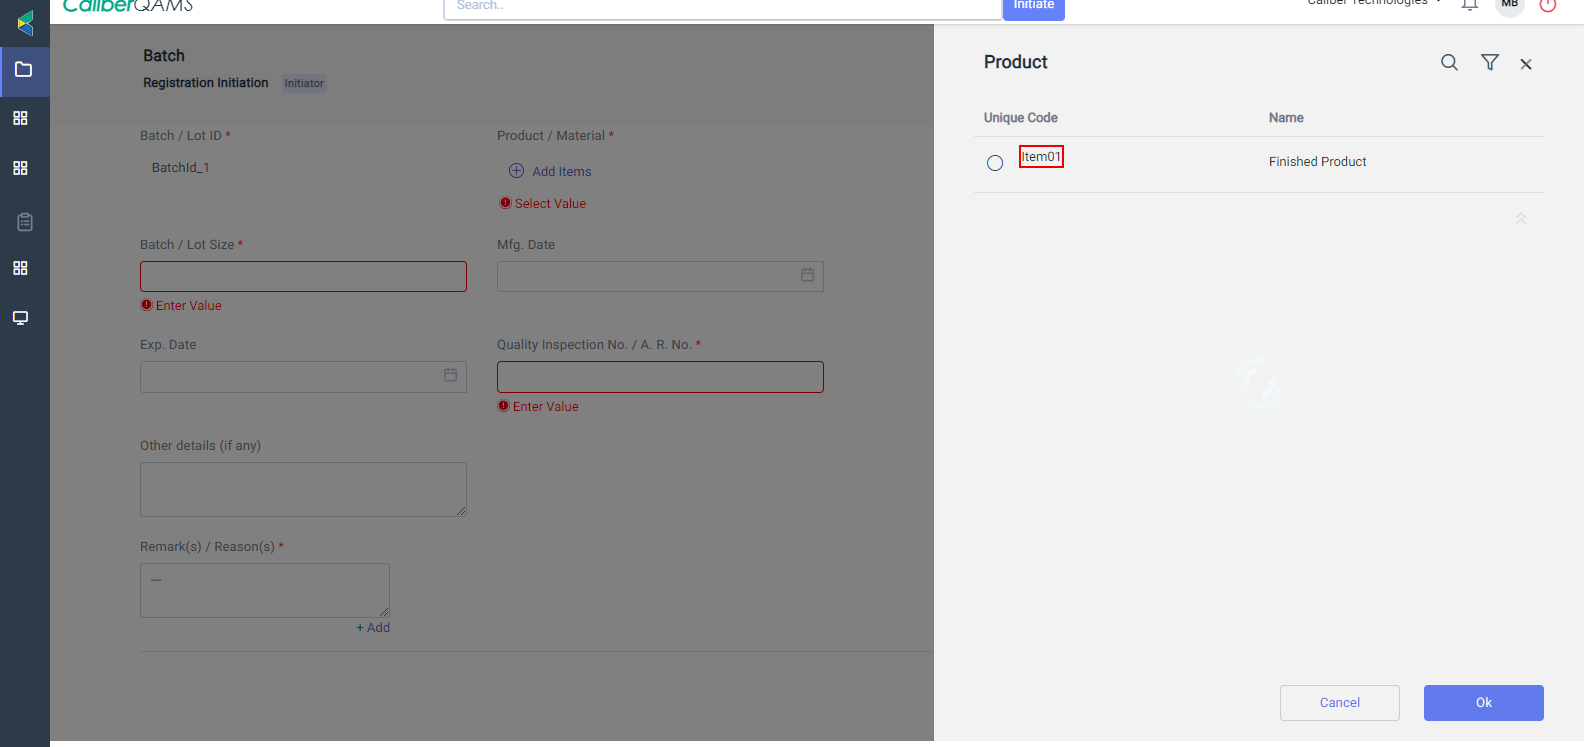 CaliberQAMS
Search..
Initiate
Caliber Technologies
MB
Batch
Registration Initiation Initiator
Batch / Lot ID *
BatchId_1
Product / Material *
Add Items
Select Value
Batch / Lot Size *
Enter Value
Mfg. Date
Exp. Date
Quality Inspection No. / A. R. No. *
Enter Value
Other details (if any)
Remark(s) / Reason(s) *
---
+ Add
Product
Unique Code Name
Item01 Finished Product
Cancel
Ok